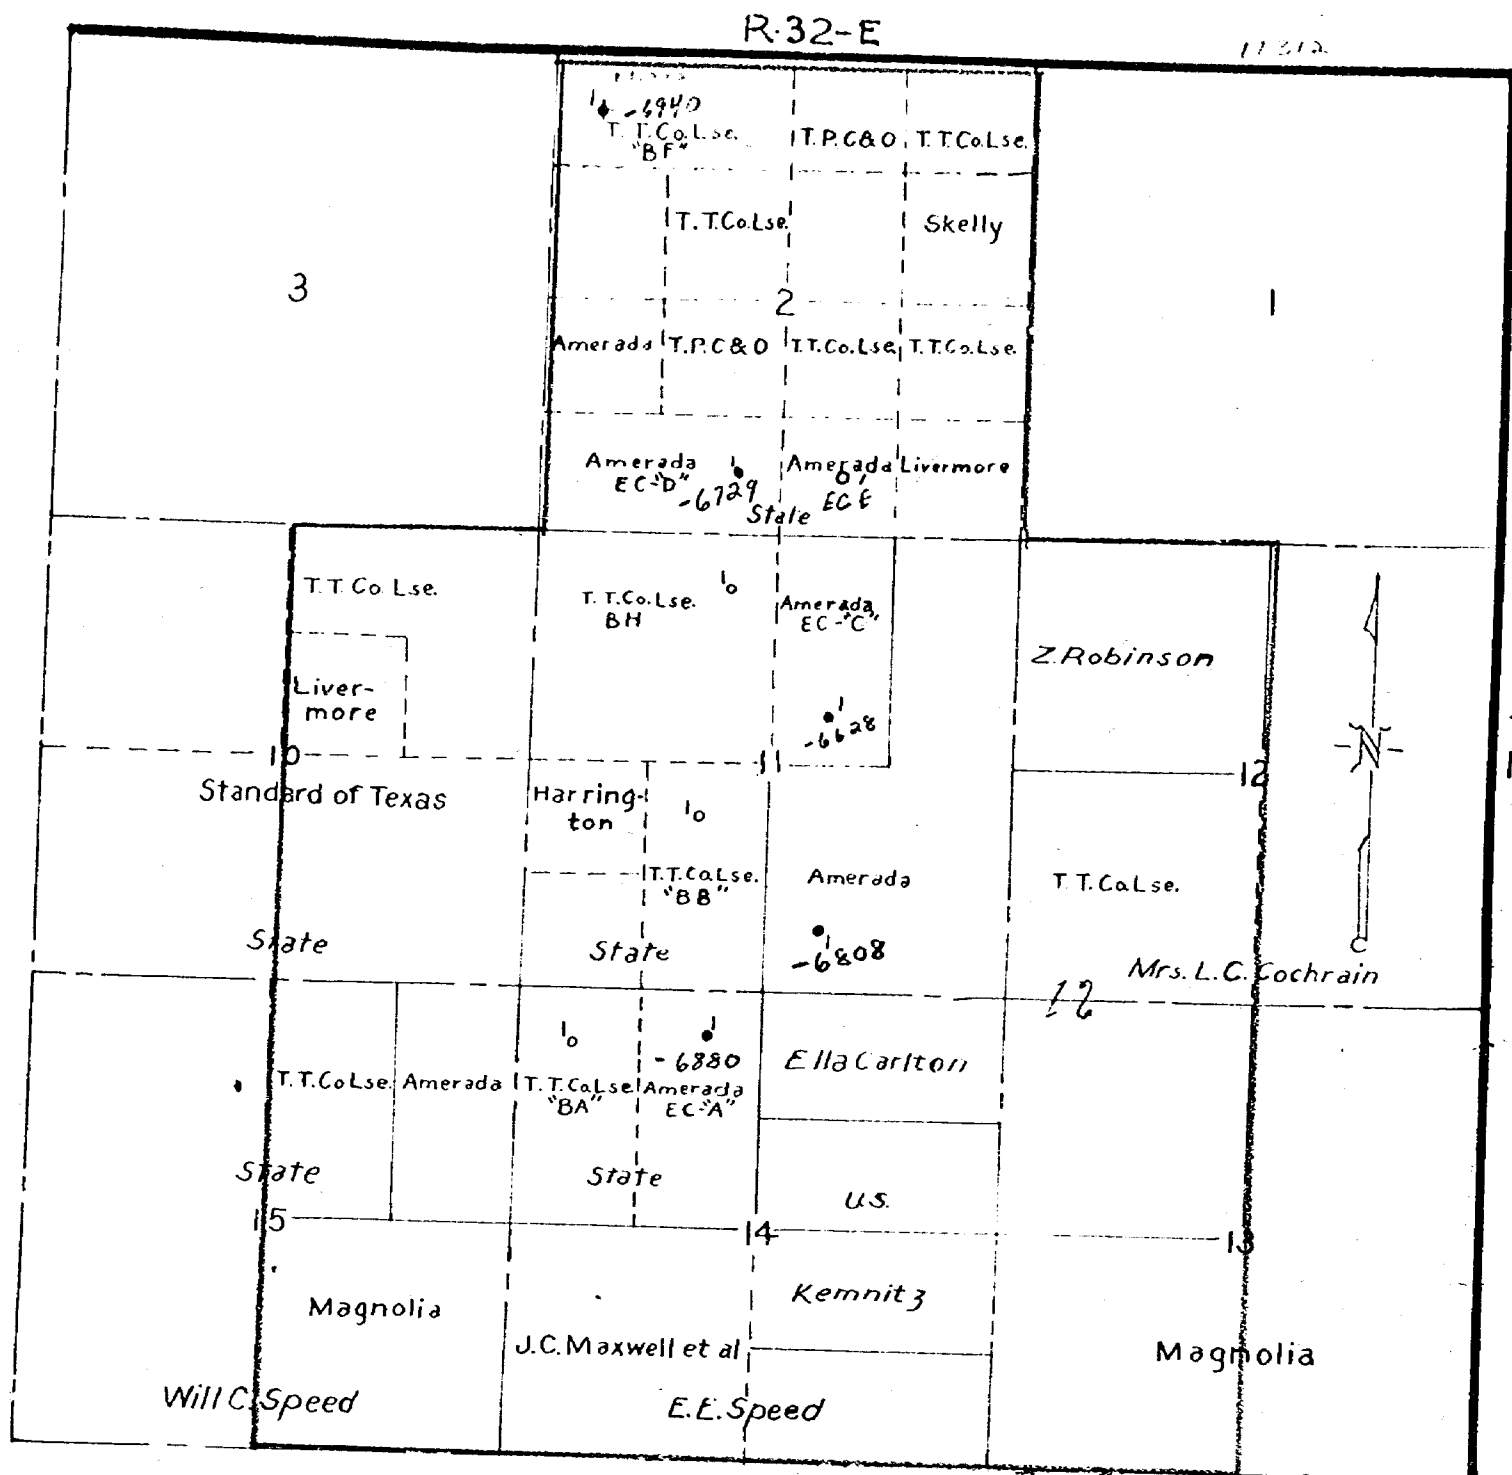 R-32-E
1
-6940
T. T. Co. Lse.
"BF"
T.P.C&O
T.T.Co.Lse.
T.T.Co.Lse.
Skelly
3
2
1
Amerada
T.P.C&O
T.T.Co.Lse.
T.T.Co.Lse.
Amerada
EC-"D"
1
-6729
Amerada
1
EC E
Livermore
State
T.T. Co. Lse.
T.T.Co.Lse.
BH
1
Amerada
EC-"C"
Z.Robinson
Liver-
more
1
-6628
N
10
11
12
Standard of Texas
Harring-
ton
1
T.T.Co.Lse.
"BB"
Amerada
T.T.Co.Lse.
State
State
1
-6808
Mrs. L.C. Cochrain
12
1
1
-6880
Ella Carlton
T.T.Co.Lse.
Amerada
T.T.Co.Lse
"BA"
Amerada
EC-"A"
State
State
U.S.
15
14
13
Magnolia
Kemnitz
J.C. Maxwell et al
Magnolia
Will C. Speed
E.E. Speed